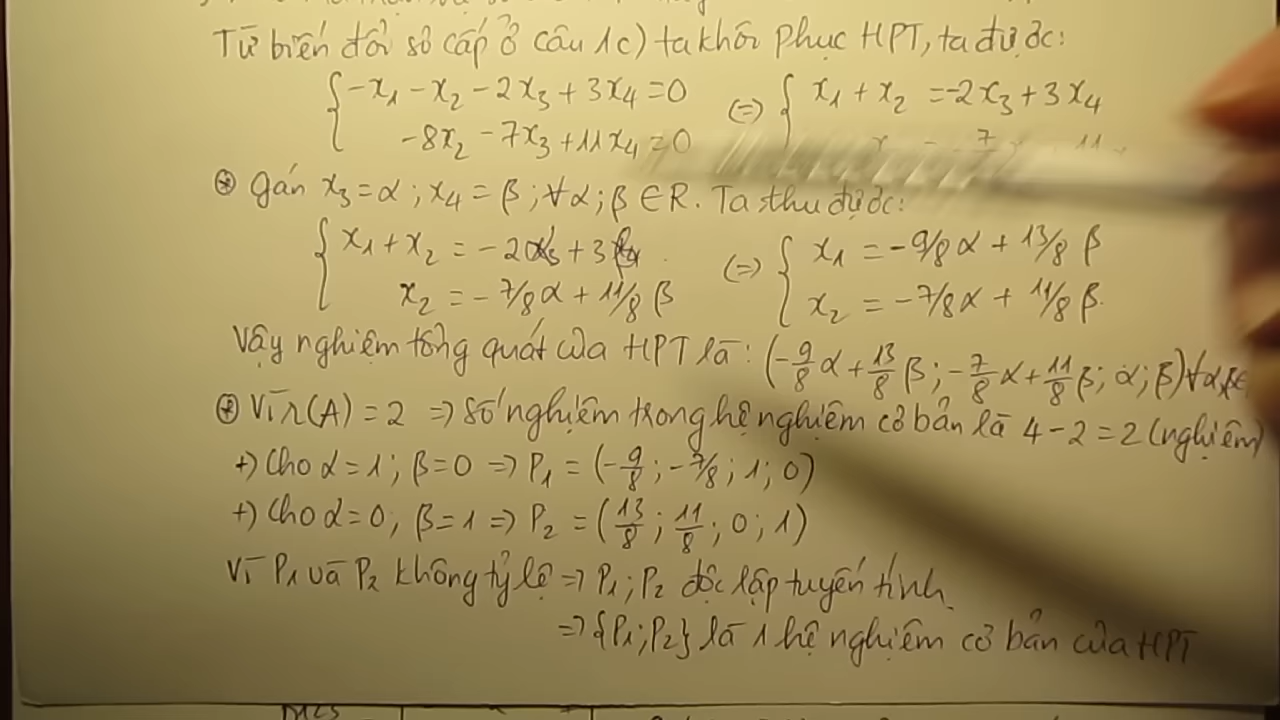 Từ biến đổi sơ cấp ở câu 1c) ta khôi phục HPT, ta được:
{ -x₁ - x₂ - 2x₃ + 3x₄ = 0 (=) { x₁ + x₂ = -2x₃ + 3x₄
-8x₂ - 7x₃ + 11x₄ = 0
⊛ Gán x₃ = α ; x₄ = β ; ∀α ; β ∈ R. Ta thu được:
{ x₁ + x₂ = -2α + 3β (=) { x₁ = -9/8 α + 13/8 β
x₂ = -7/8 α + 11/8 β x₂ = -7/8 α + 11/8 β.
Vậy nghiệm tổng quát của HPT là: (-9/8 α + 13/8 β ; -7/8 α + 11/8 β ; α ; β) ∀α,β ∈
⊛ Vì r(A) = 2 => Số nghiệm trong hệ nghiệm cơ bản là 4 - 2 = 2 (nghiệm)
+) Cho α = 1 ; β = 0 => P₁ = (-9/8 ; -7/8 ; 1 ; 0)
+) Cho α = 0, β = 1 => P₂ = (13/8 ; 11/8 ; 0 ; 1)
Vì P₁ và P₂ không tỷ lệ => P₁ ; P₂ độc lập tuyến tính.
=> {P₁ ; P₂} là 1 hệ nghiệm cơ bản của HPT